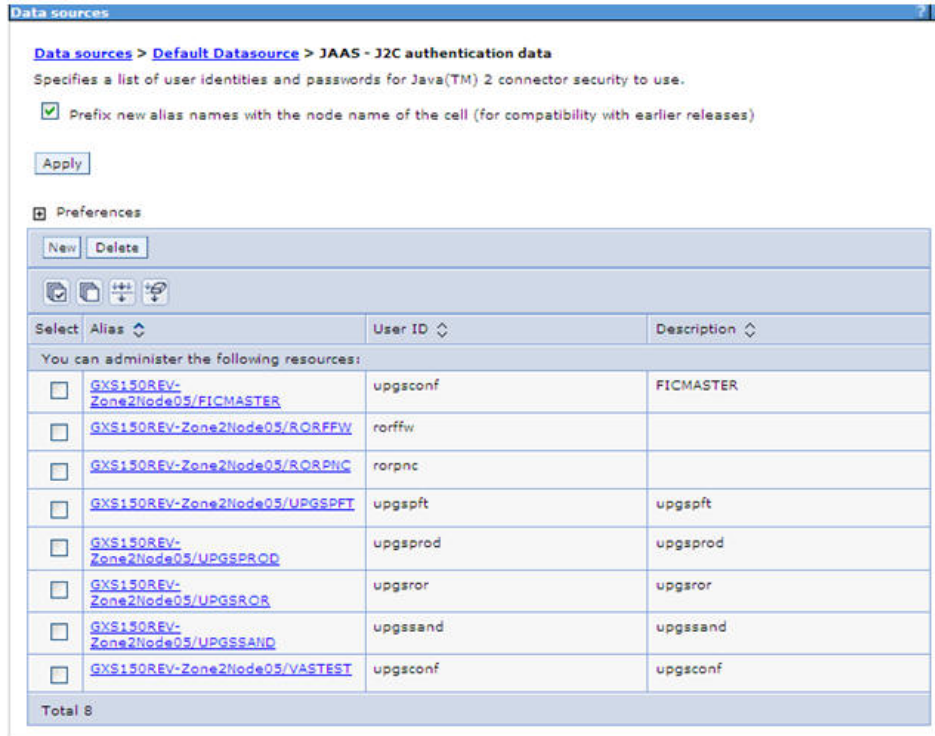 Data sources
?
Data sources > Default Datasource > JAAS - J2C authentication data
Specifies a list of user identities and passwords for Java(TM) 2 connector security to use.
Prefix new alias names with the node name of the cell (for compatibility with earlier releases)
Apply
Preferences
New Delete
Select Alias User ID Description
You can administer the following resources:
GXS150REV-
Zone2Node05/FICMASTER upgsconf FICMASTER
GXS150REV-Zone2Node05/RORFFW rorffw
GXS150REV-Zone2Node05/RORPNC rorpnc
GXS150REV-Zone2Node05/UPGSPFT upgspft upgspft
GXS150REV-
Zone2Node05/UPGSPROD upgsprod upgsprod
GXS150REV-
Zone2Node05/UPGSROR upgsror upgsror
GXS150REV-
Zone2Node05/UPGSSAND upgssand upgssand
GXS150REV-Zone2Node05/VASTEST upgsconf upgsconf
Total 8